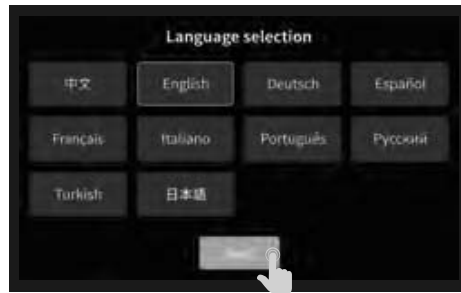 Language selection
中文 English Deutsch Español
Français Italiano Português Русский
Turkish 日本語